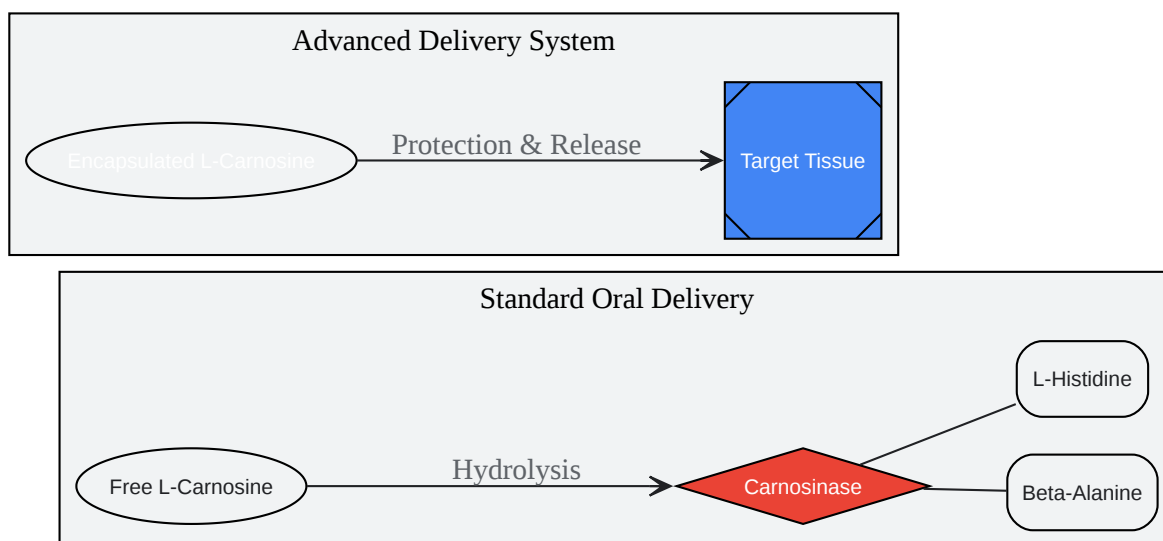 Advanced Delivery System
Encapsulated L-Carnosine
Protection & Release
Target Tissue
Standard Oral Delivery
Free L-Carnosine
Hydrolysis
Carnosinase
L-Histidine
Beta-Alanine